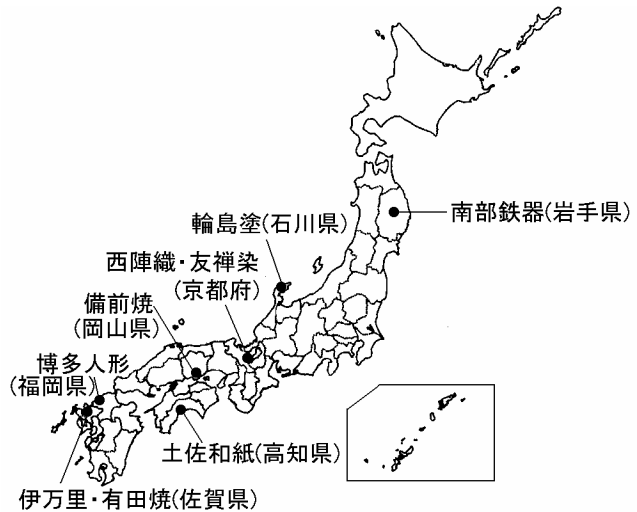 南部鉄器(岩手県)
輪島塗(石川県)
西陣織・友禅染
(京都府)
備前焼
(岡山県)
博多人形
(福岡県)
土佐和紙(高知県)
伊万里・有田焼(佐賀県)